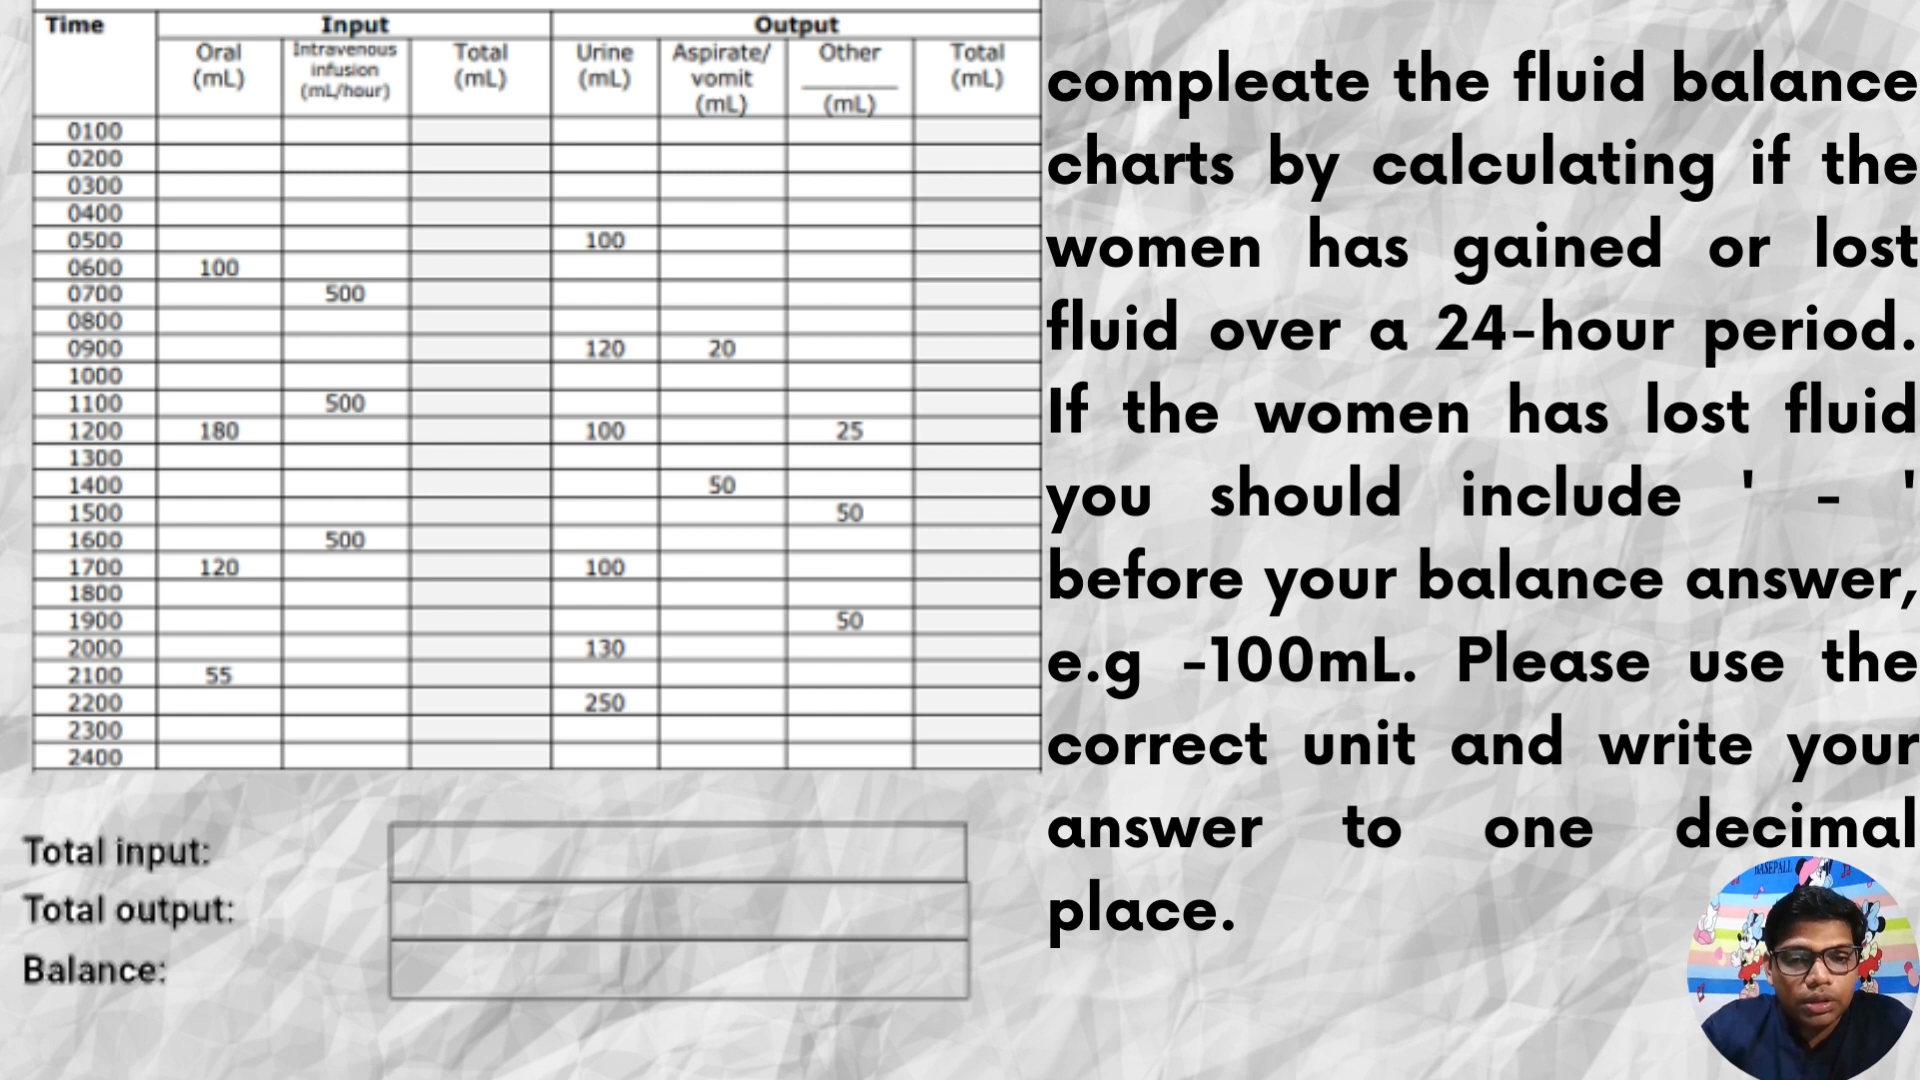 Time Input Output
Oral (mL) Intravenous infusion (mL/hour) Total (mL) Urine (mL) Aspirate/ vomit (mL) Other ______ (mL) Total (mL)
0100
0200
0300
0400
0500 100
0600 100
0700 500
0800
0900 120 20
1000
1100 500
1200 180 100 25
1300
1400 50
1500 50
1600 500
1700 120 100
1800
1900 50
2000 130
2100 55
2200 250
2300
2400
Total input:
Total output:
Balance:
compleate the fluid balance
charts by calculating if the
women has gained or lost
fluid over a 24-hour period.
If the women has lost fluid
you should include ' - '
before your balance answer,
e.g -100mL. Please use the
correct unit and write your
answer to one decimal
place.
BASEPALL